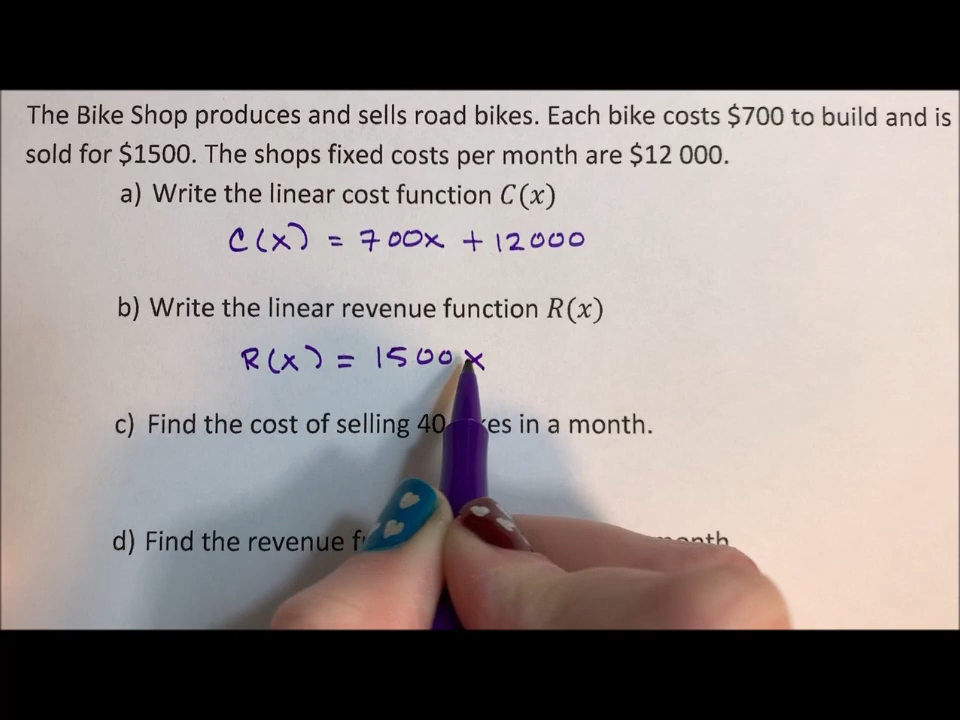 The Bike Shop produces and sells road bikes. Each bike costs $700 to build and is
sold for $1500. The shops fixed costs per month are $12 000.
a) Write the linear cost function C(x)
C(x) = 700x + 12000
b) Write the linear revenue function R(x)
R(x) = 1500x
c) Find the cost of selling 40 in a month.
d) Find the revenue